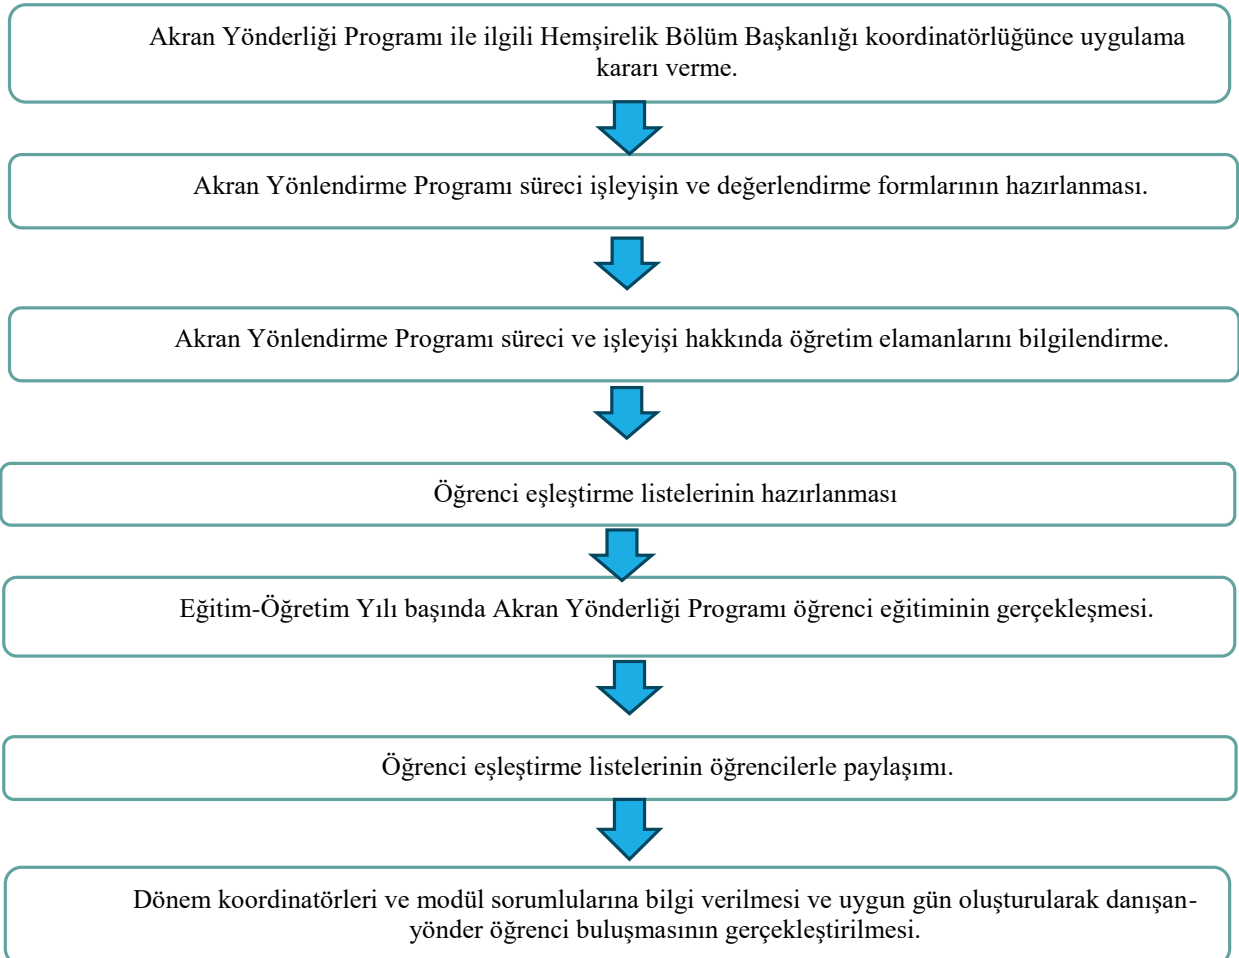 Akran Yönderliği Programı ile ilgili Hemşirelik Bölüm Başkanlığı koordinatörlüğünce uygulama
kararı verme.
Akran Yönlendirme Programı süreci işleyişin ve değerlendirme formlarının hazırlanması.
Akran Yönlendirme Programı süreci ve işleyişi hakkında öğretim elamanlarını bilgilendirme.
Öğrenci eşleştirme listelerinin hazırlanması
Eğitim-Öğretim Yılı başında Akran Yönderliği Programı öğrenci eğitiminin gerçekleşmesi.
Öğrenci eşleştirme listelerinin öğrencilerle paylaşımı.
Dönem koordinatörleri ve modül sorumlularına bilgi verilmesi ve uygun gün oluşturularak danışan-
yönder öğrenci buluşmasının gerçekleştirilmesi.